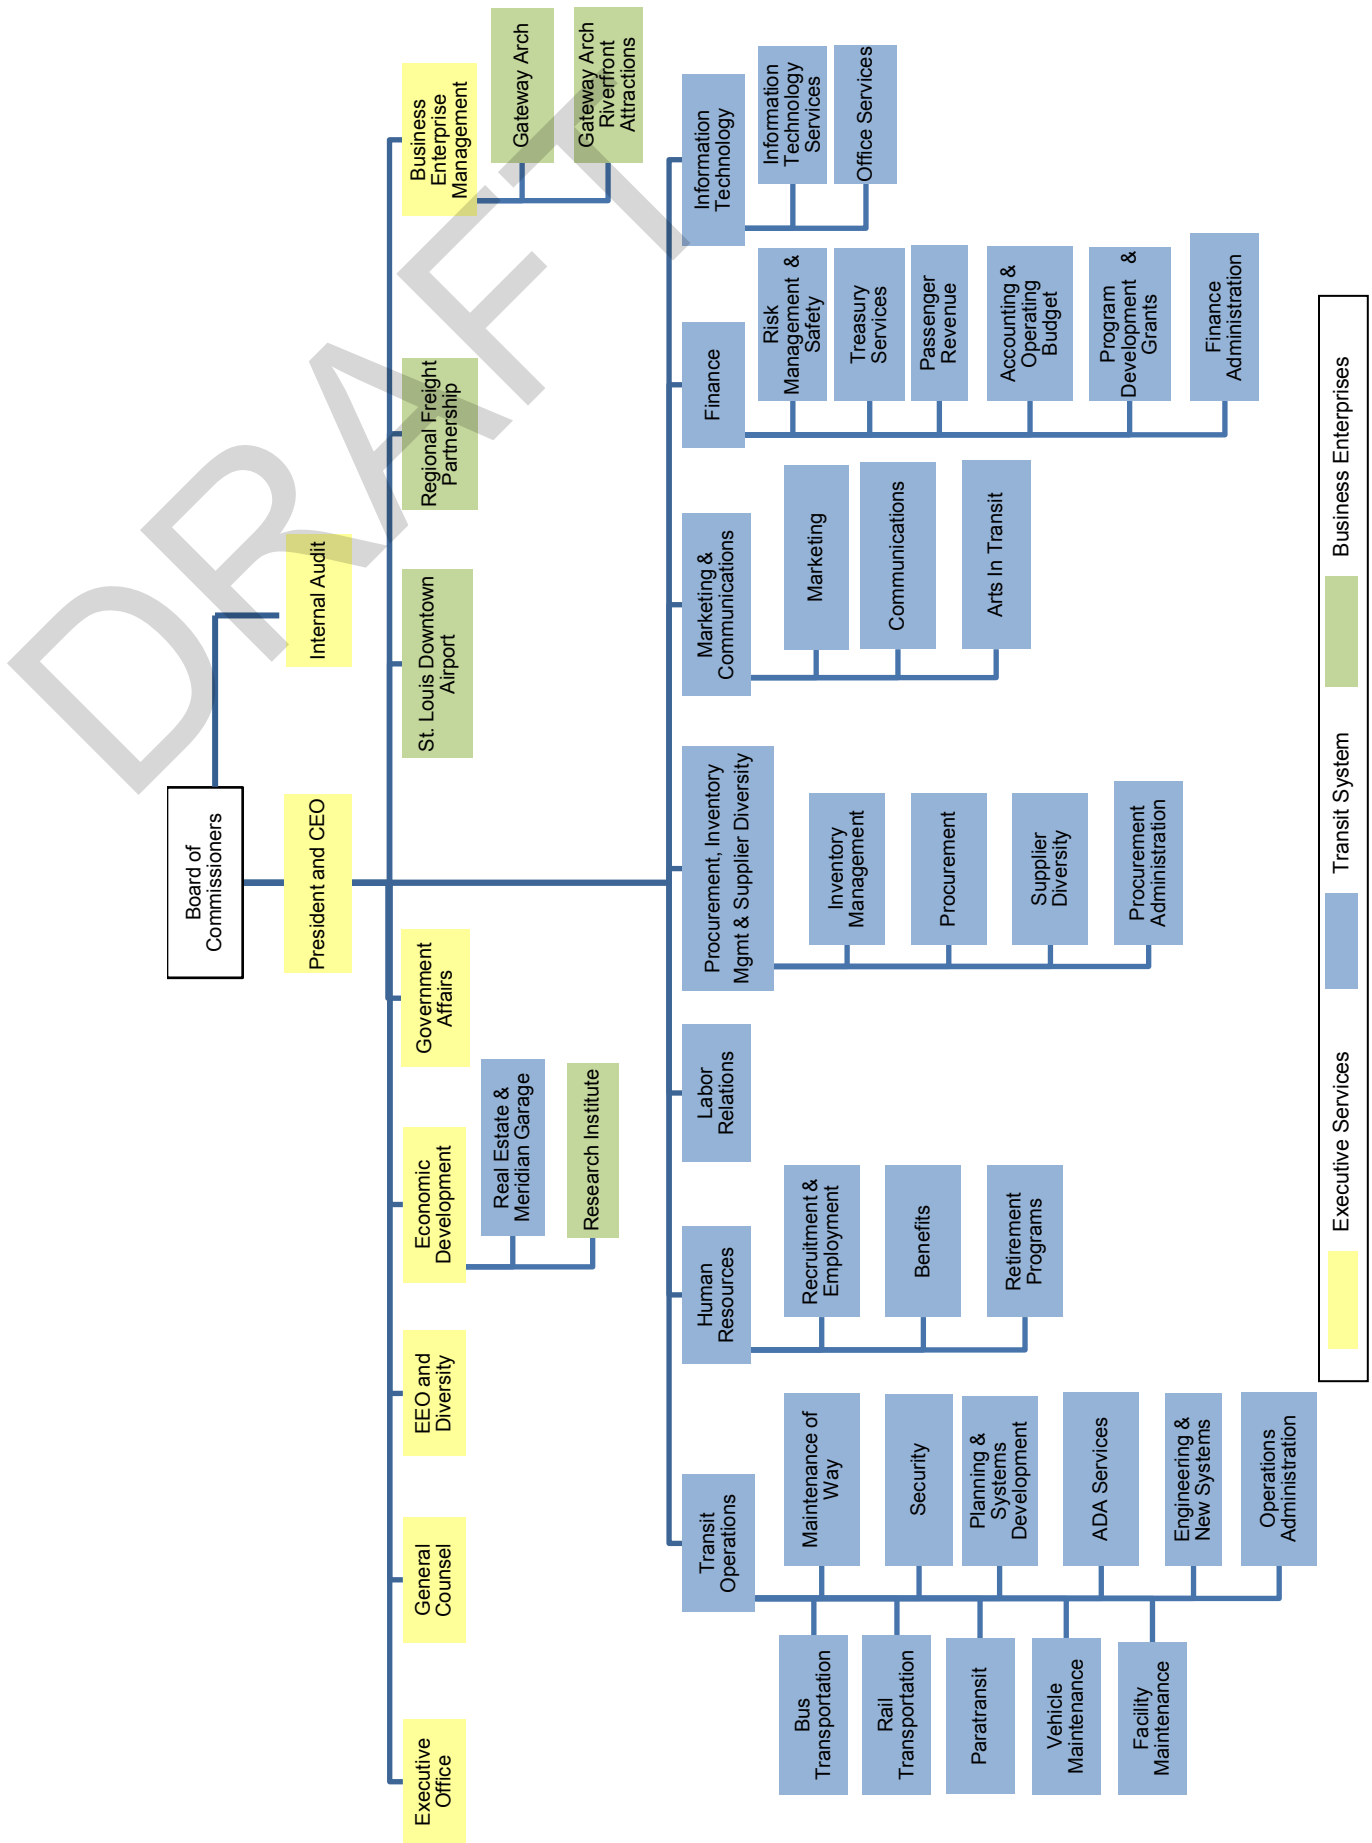 DRAFT
Board of
Commissioners
President and CEO
Internal Audit
Executive
Office
General
Counsel
EEO and
Diversity
Economic
Development
Government
Affairs
St. Louis Downtown
Airport
Regional Freight
Partnership
Business
Enterprise
Management
Real Estate &
Meridian Garage
Research Institute
Gateway Arch
Gateway Arch
Riverfront
Attractions
Transit
Operations
Human
Resources
Labor
Relations
Procurement, Inventory
Mgmt & Supplier Diversity
Marketing &
Communications
Finance
Information
Technology
Bus
Transportation
Rail
Transportation
Paratransit
Vehicle
Maintenance
Facility
Maintenance
Maintenance of
Way
Security
Planning &
Systems
Development
ADA Services
Engineering &
New Systems
Operations
Administration
Recruitment &
Employment
Benefits
Retirement
Programs
Inventory
Management
Procurement
Supplier
Diversity
Procurement
Administration
Marketing
Communications
Arts In Transit
Risk
Management &
Safety
Treasury
Services
Passenger
Revenue
Accounting &
Operating
Budget
Program
Development &
Grants
Finance
Administration
Information
Technology
Services
Office Services
Executive Services
Transit System
Business Enterprises